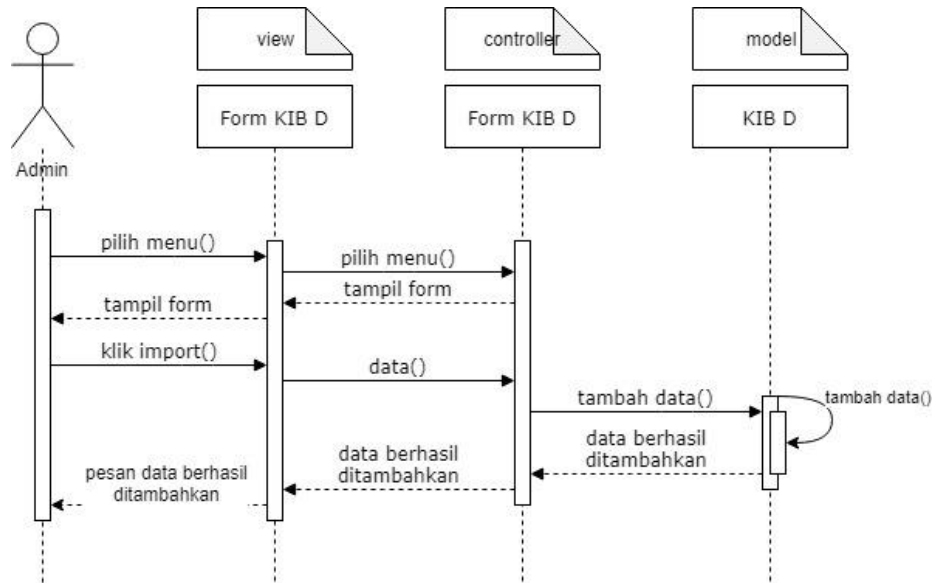 view
controller
model
Form KIB D
Form KIB D
KIB D
Admin
pilih menu()
pilih menu()
tampil form
tampil form
klik import()
data()
tambah data()
tambah data()
data berhasil
ditambahkan
data berhasil
ditambahkan
pesan data berhasil
ditambahkan